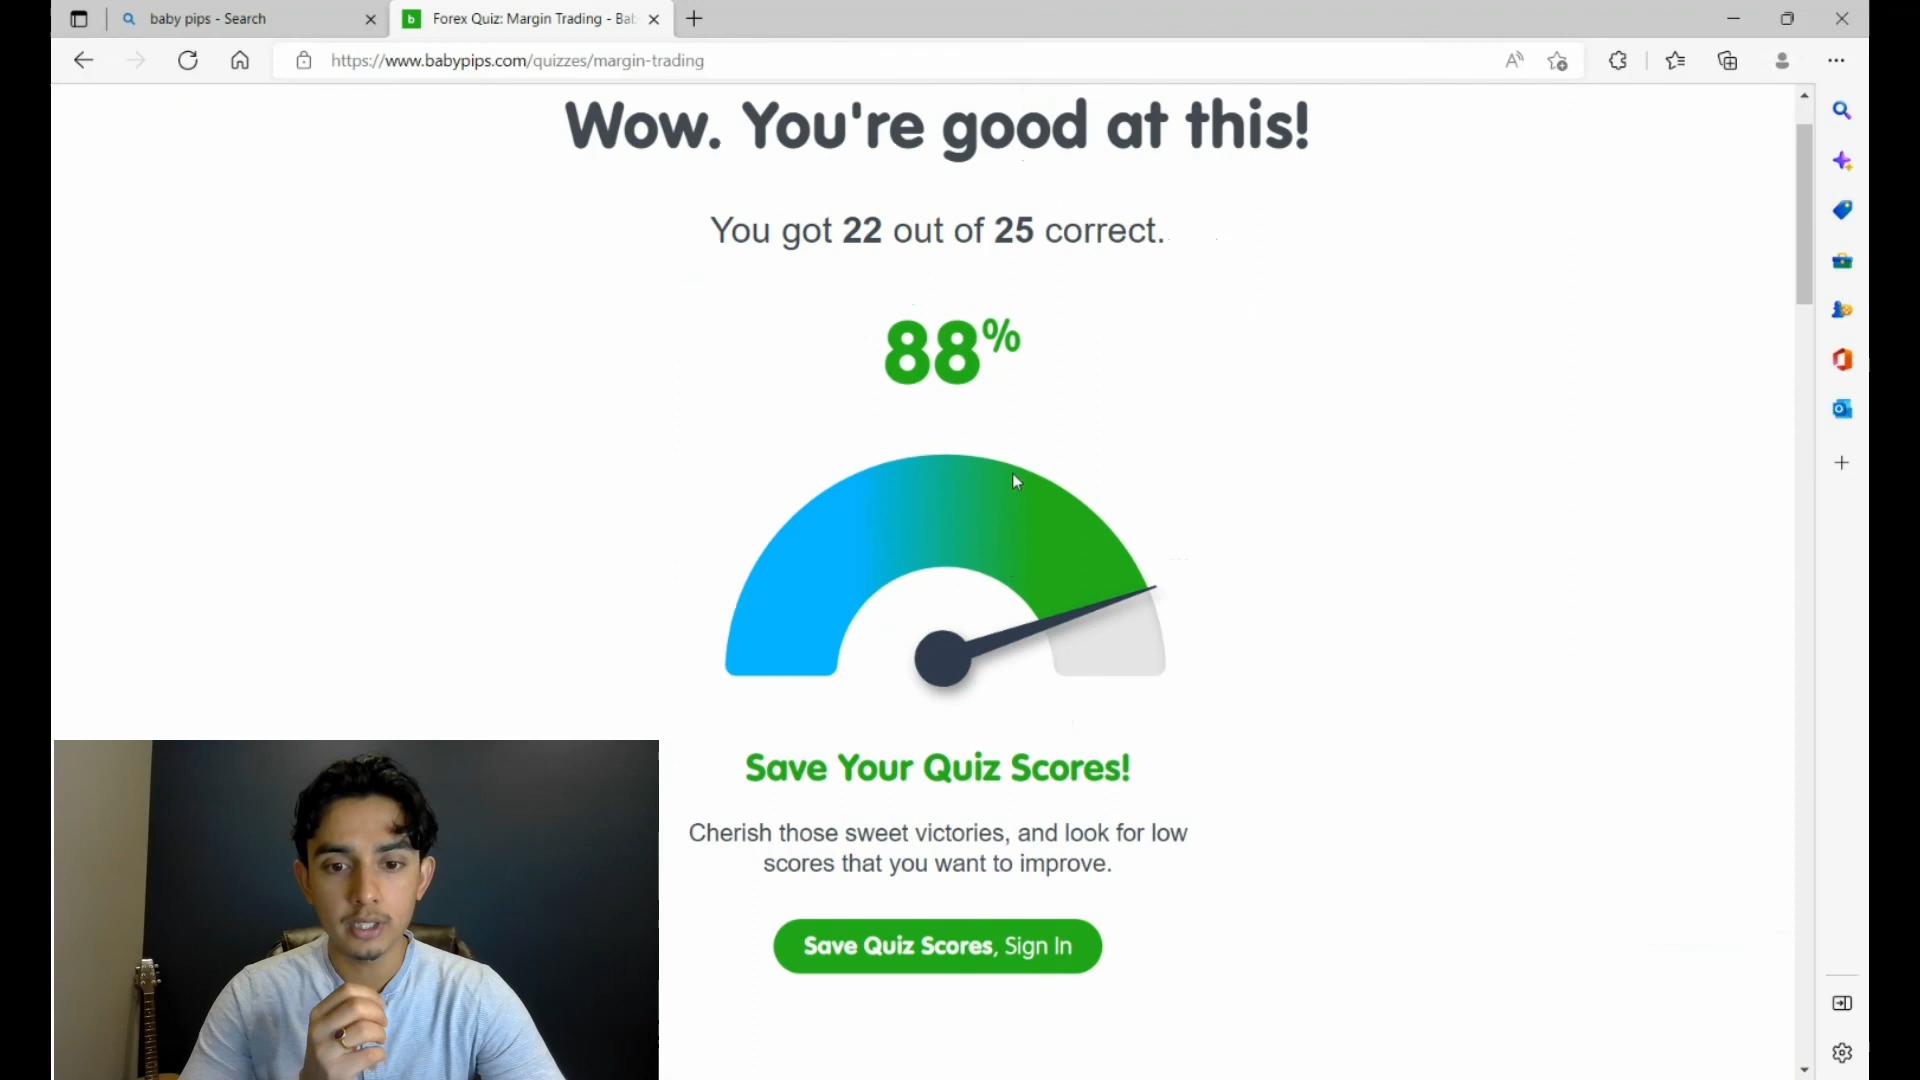 baby pips - Search
b
Forex Quiz: Margin Trading - Bab
https://www.babypips.com/quizzes/margin-trading
Wow. You're good at this!
You got 22 out of 25 correct.
88%
Save Your Quiz Scores!
Cherish those sweet victories, and look for low
scores that you want to improve.
Save Quiz Scores, Sign In